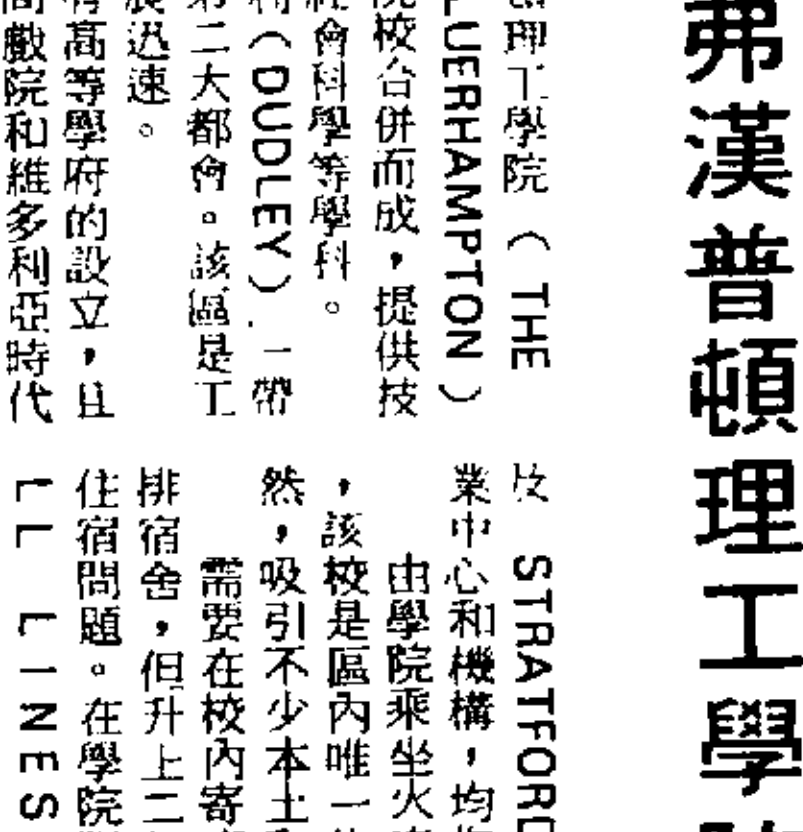 弗漢普頓理工學
理工學院（THE
LUERHAMPTON）
院校合併而成，提供技
會科學等學科。
（DUDLEY）一帶
第二大都會。該區是工
展迅速。
高等學府的設立，且
間戲院和維多利亞時代
及 STRATFORD
業中心和機構，均
由學院乘坐火
，該校是區內唯一
然，吸引不少本土
需要在校內寄
排宿舍，但升上二
住宿問題。在學院
LL LINES